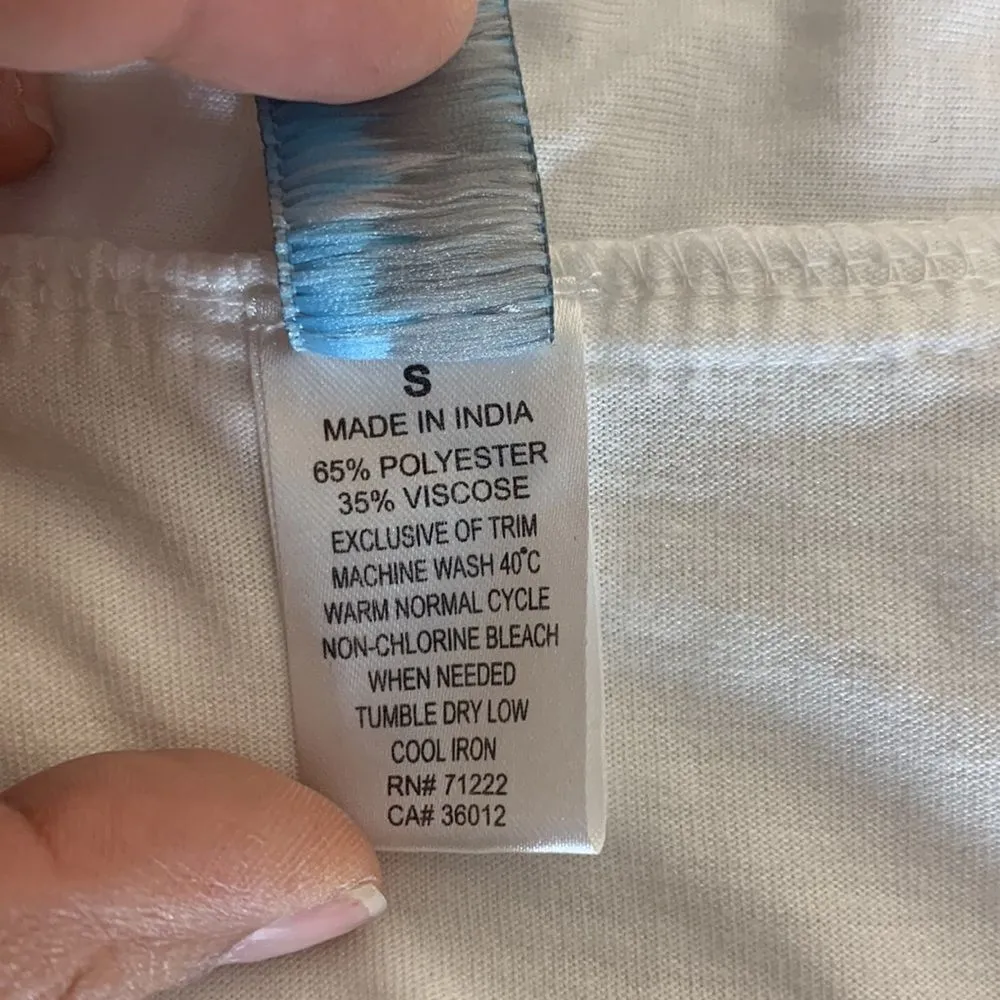 S
MADE IN INDIA
65% POLYESTER
35% VISCOSE
EXCLUSIVE OF TRIM
MACHINE WASH 40°C
WARM NORMAL CYCLE
NON-CHLORINE BLEACH
WHEN NEEDED
TUMBLE DRY LOW
COOL IRON
RN# 71222
CA# 36012